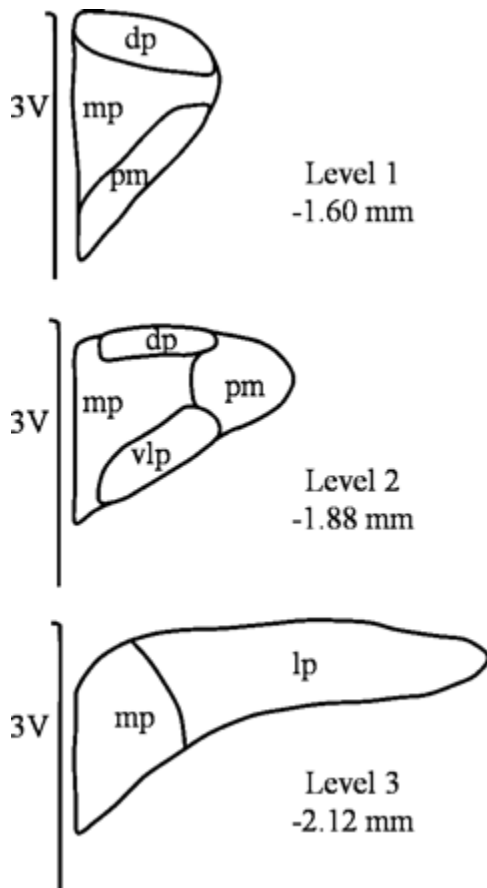 dp
3V
mp
pm
Level 1
-1.60 mm
dp
mp
pm
3V
vlp
Level 2
-1.88 mm
lp
3V
mp
Level 3
-2.12 mm